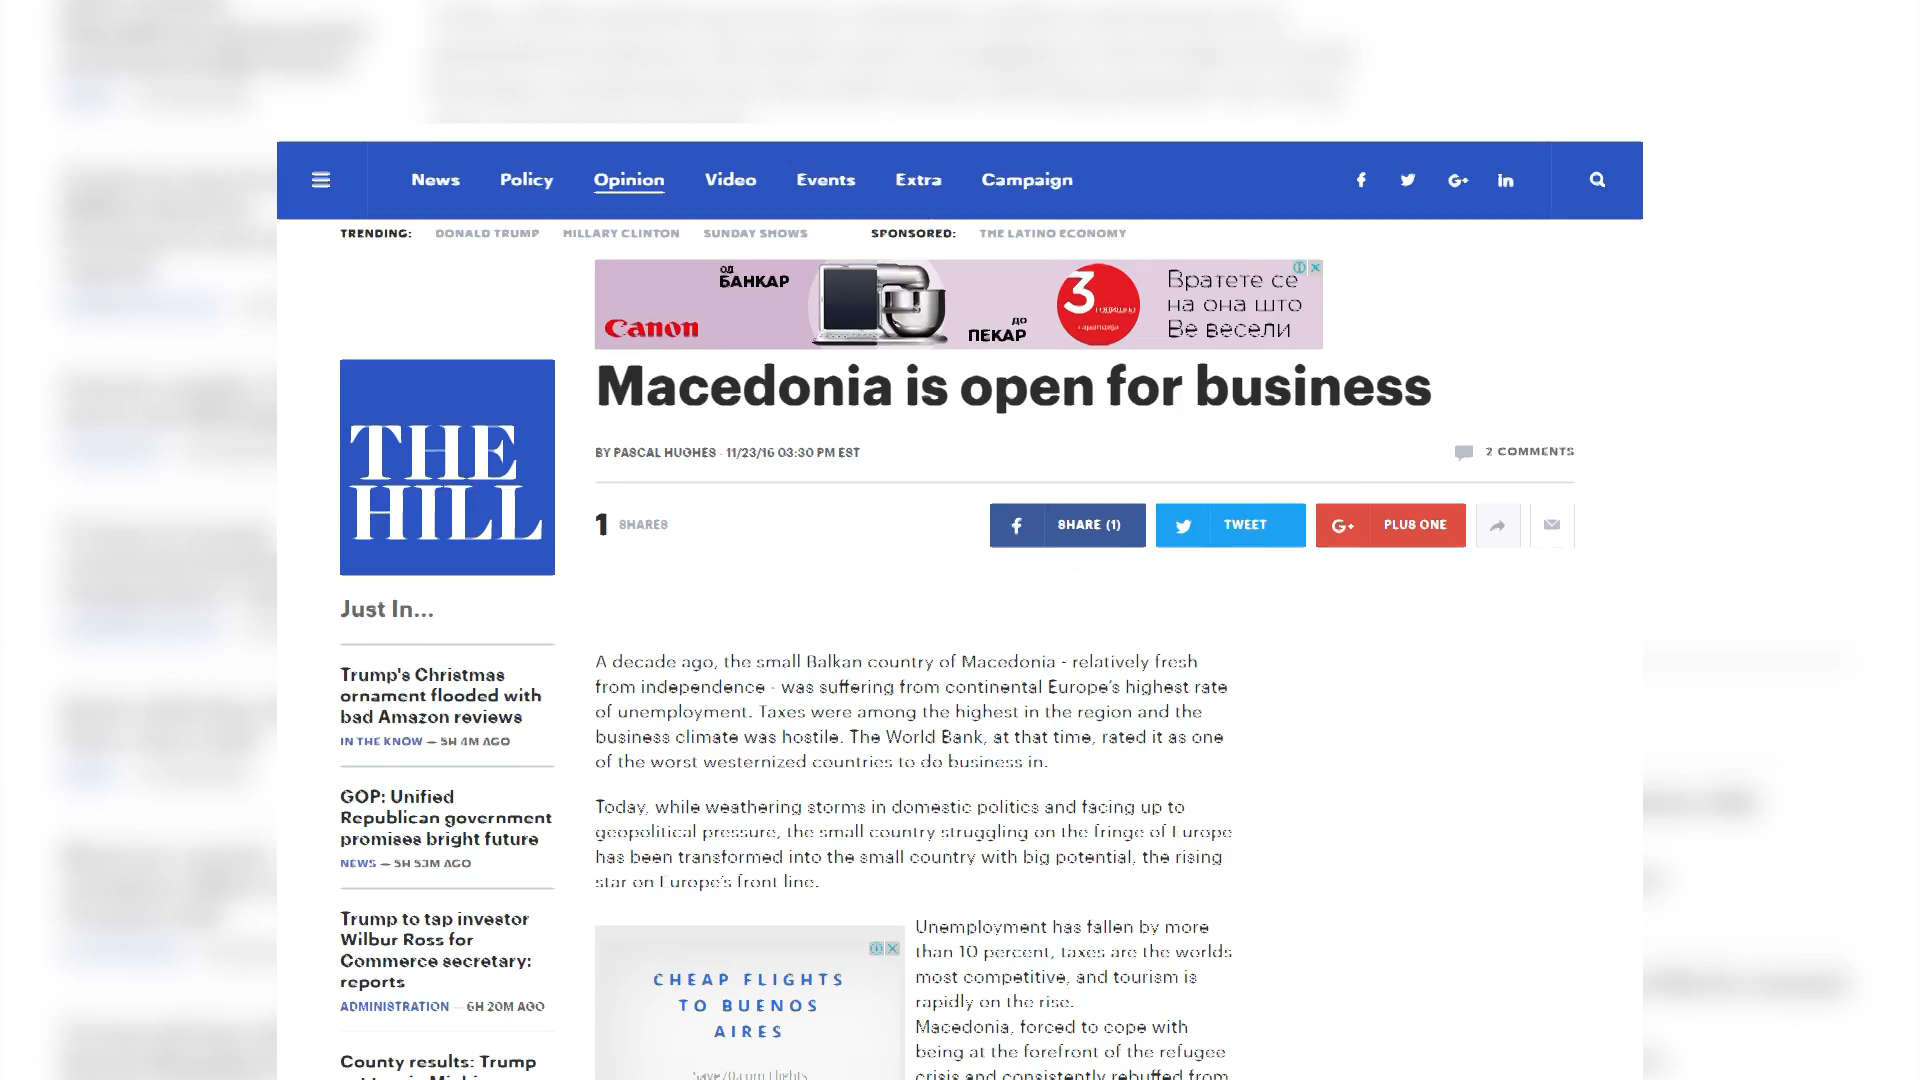 News Policy Opinion Video Events Extra Campaign
TRENDING: DONALD TRUMP HILLARY CLINTON SUNDAY SHOWS SPONSORED: THE LATINO ECONOMY
од
БАНКАР
Canon
до
ПЕКАР
3
годишна
гаранција
Вратете се
на она што
Ве весели
THE
HILL
Macedonia is open for business
BY PASCAL HUGHES - 11/23/16 03:30 PM EST
2 COMMENTS
1 SHARES
SHARE (1)
TWEET
G+ PLUS ONE
Just In...
Trump's Christmas
ornament flooded with
bad Amazon reviews
IN THE KNOW — 5H 4M AGO
GOP: Unified
Republican government
promises bright future
NEWS — 5H 53M AGO
Trump to tap investor
Wilbur Ross for
Commerce secretary:
reports
ADMINISTRATION — 6H 20M AGO
County results: Trump
A decade ago, the small Balkan country of Macedonia - relatively fresh
from independence - was suffering from continental Europe's highest rate
of unemployment. Taxes were among the highest in the region and the
business climate was hostile. The World Bank, at that time, rated it as one
of the worst westernized countries to do business in.
Today, while weathering storms in domestic politics and facing up to
geopolitical pressure, the small country struggling on the fringe of Europe
has been transformed into the small country with big potential, the rising
star on Europe's front line.
CHEAP FLIGHTS
TO BUENOS
AIRES
Save70.com Flights
Unemployment has fallen by more
than 10 percent, taxes are the worlds
most competitive, and tourism is
rapidly on the rise.
Macedonia, forced to cope with
being at the forefront of the refugee
crisis and consistently rebuffed from